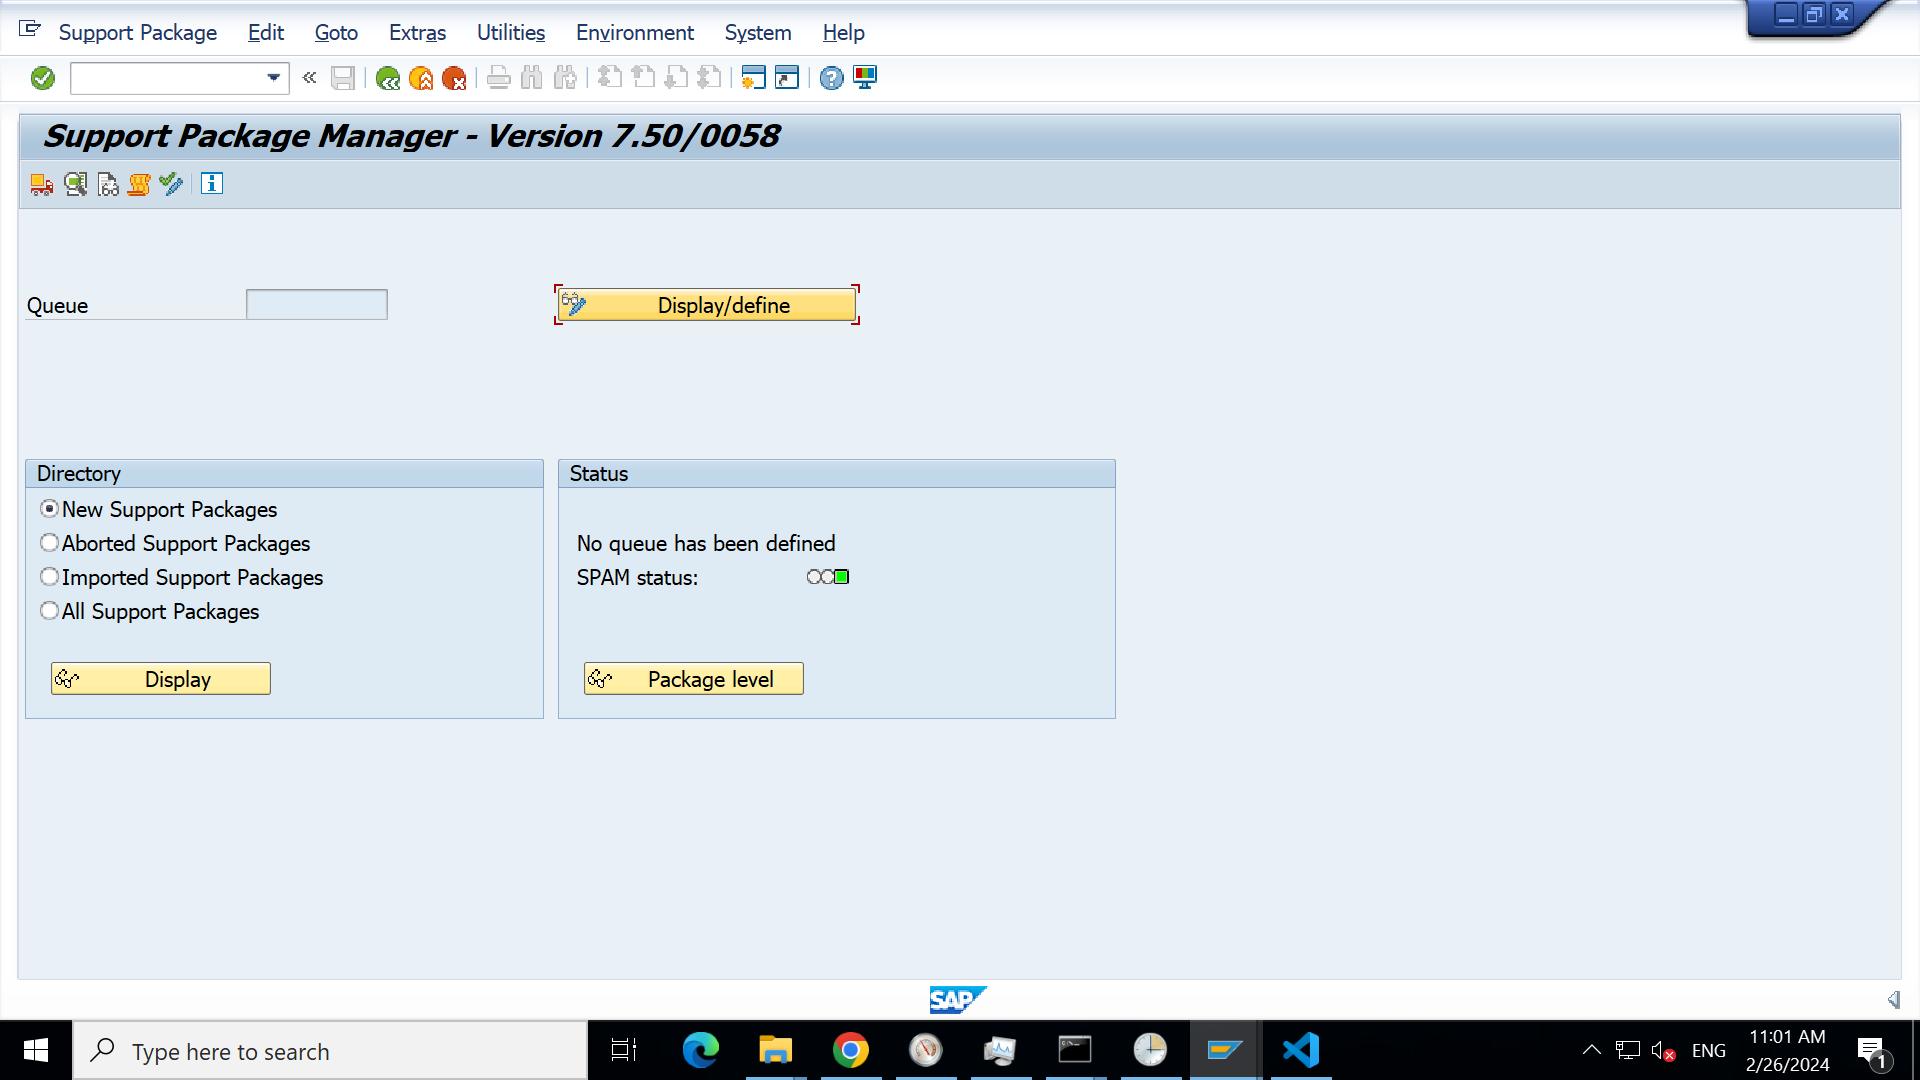 Support Package Edit Goto Extras Utilities Environment System Help
Support Package Manager - Version 7.50/0058
Queue
Display/define
Directory
New Support Packages
Aborted Support Packages
Imported Support Packages
All Support Packages
Display
Status
No queue has been defined
SPAM status:
Package level
SAP
Type here to search
ENG
11:01 AM
2/26/2024
1